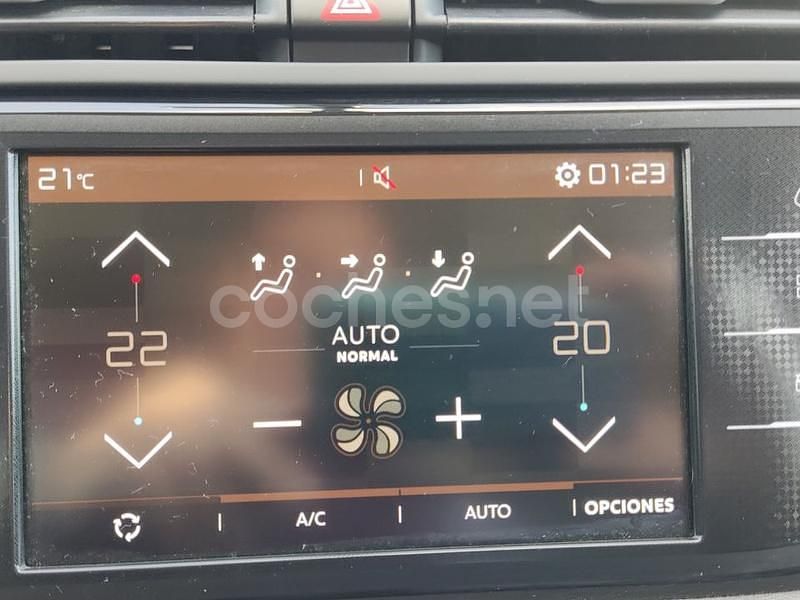 21°C 01:23
22 20
coches.net
AUTO
NORMAL
A/C AUTO OPCIONES